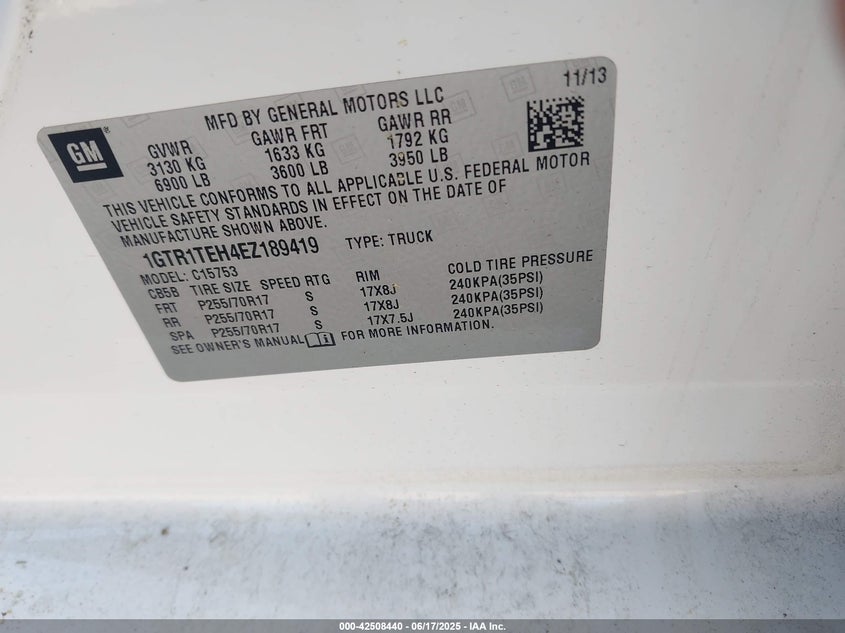 11/13
MFD BY GENERAL MOTORS LLC
GM
GVWR GAWR FRT GAWR RR
3130 KG 1633 KG 1792 KG
6900 LB 3600 LB 3950 LB
THIS VEHICLE CONFORMS TO ALL APPLICABLE U.S. FEDERAL MOTOR
VEHICLE SAFETY STANDARDS IN EFFECT ON THE DATE OF
MANUFACTURE SHOWN ABOVE.
1GTR1TEH4EZ189419 TYPE: TRUCK
MODEL: C15753
CB5B TIRE SIZE SPEED RTG RIM COLD TIRE PRESSURE
FRT P255/70R17 S 17X8J 240KPA(35PSI)
RR P255/70R17 S 17X8J 240KPA(35PSI)
SPA P255/70R17 S 17X7.5J 240KPA(35PSI)
SEE OWNER'S MANUAL FOR MORE INFORMATION.
000-42508440 - 06/17/2025 - IAA Inc.